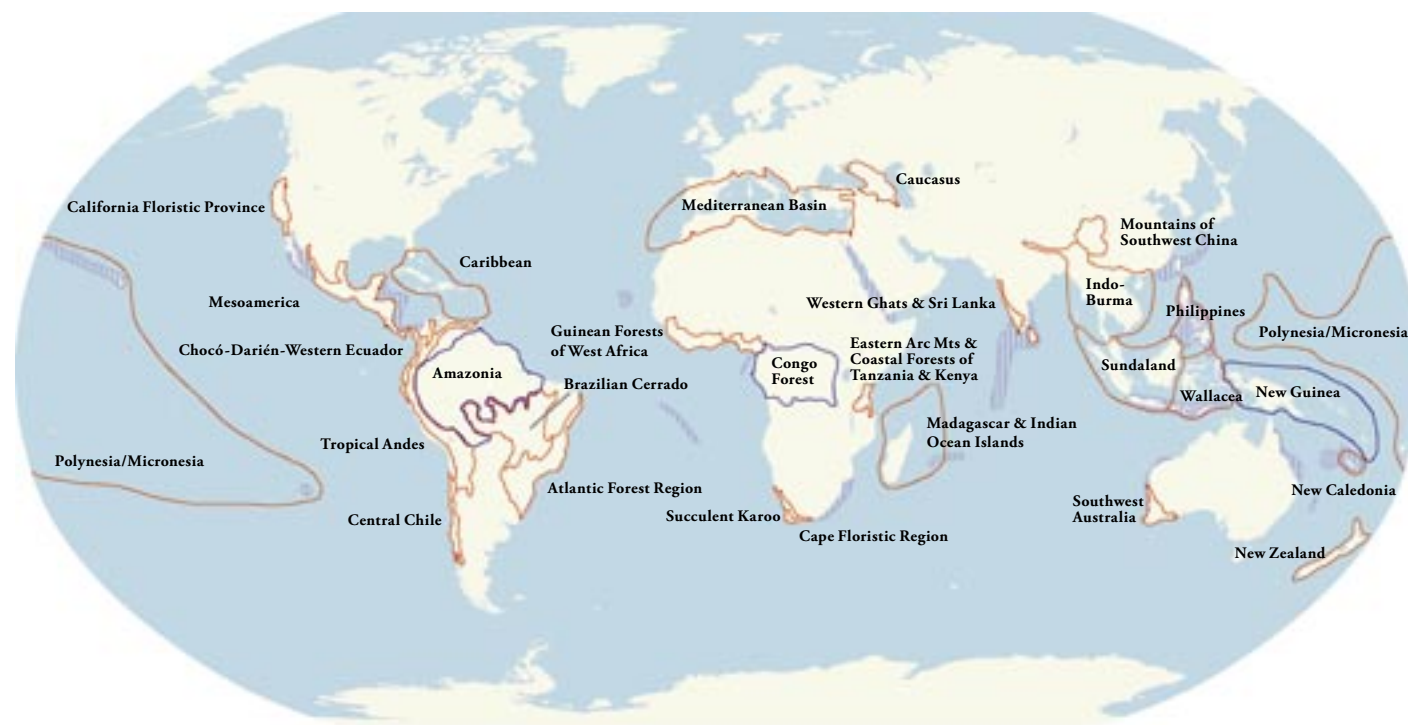 Caucasus
Mediterranean Basin
California Floristic Province
Mountains of
Southwest China
Caribbean
Indo-
Burma
Mesoamerica
Western Ghats & Sri Lanka
Philippines
Guinean Forests
of West Africa
Polynesia/Micronesia
Chocó-Darién-Western Ecuador
Eastern Arc Mts &
Coastal Forests of
Tanzania & Kenya
Amazonia
Congo
Forest
Sundaland
Brazilian Cerrado
Wallacea
New Guinea
Madagascar & Indian
Ocean Islands
Tropical Andes
Polynesia/Micronesia
Atlantic Forest Region
New Caledonia
Southwest
Australia
Central Chile
Succulent Karoo
Cape Floristic Region
New Zealand